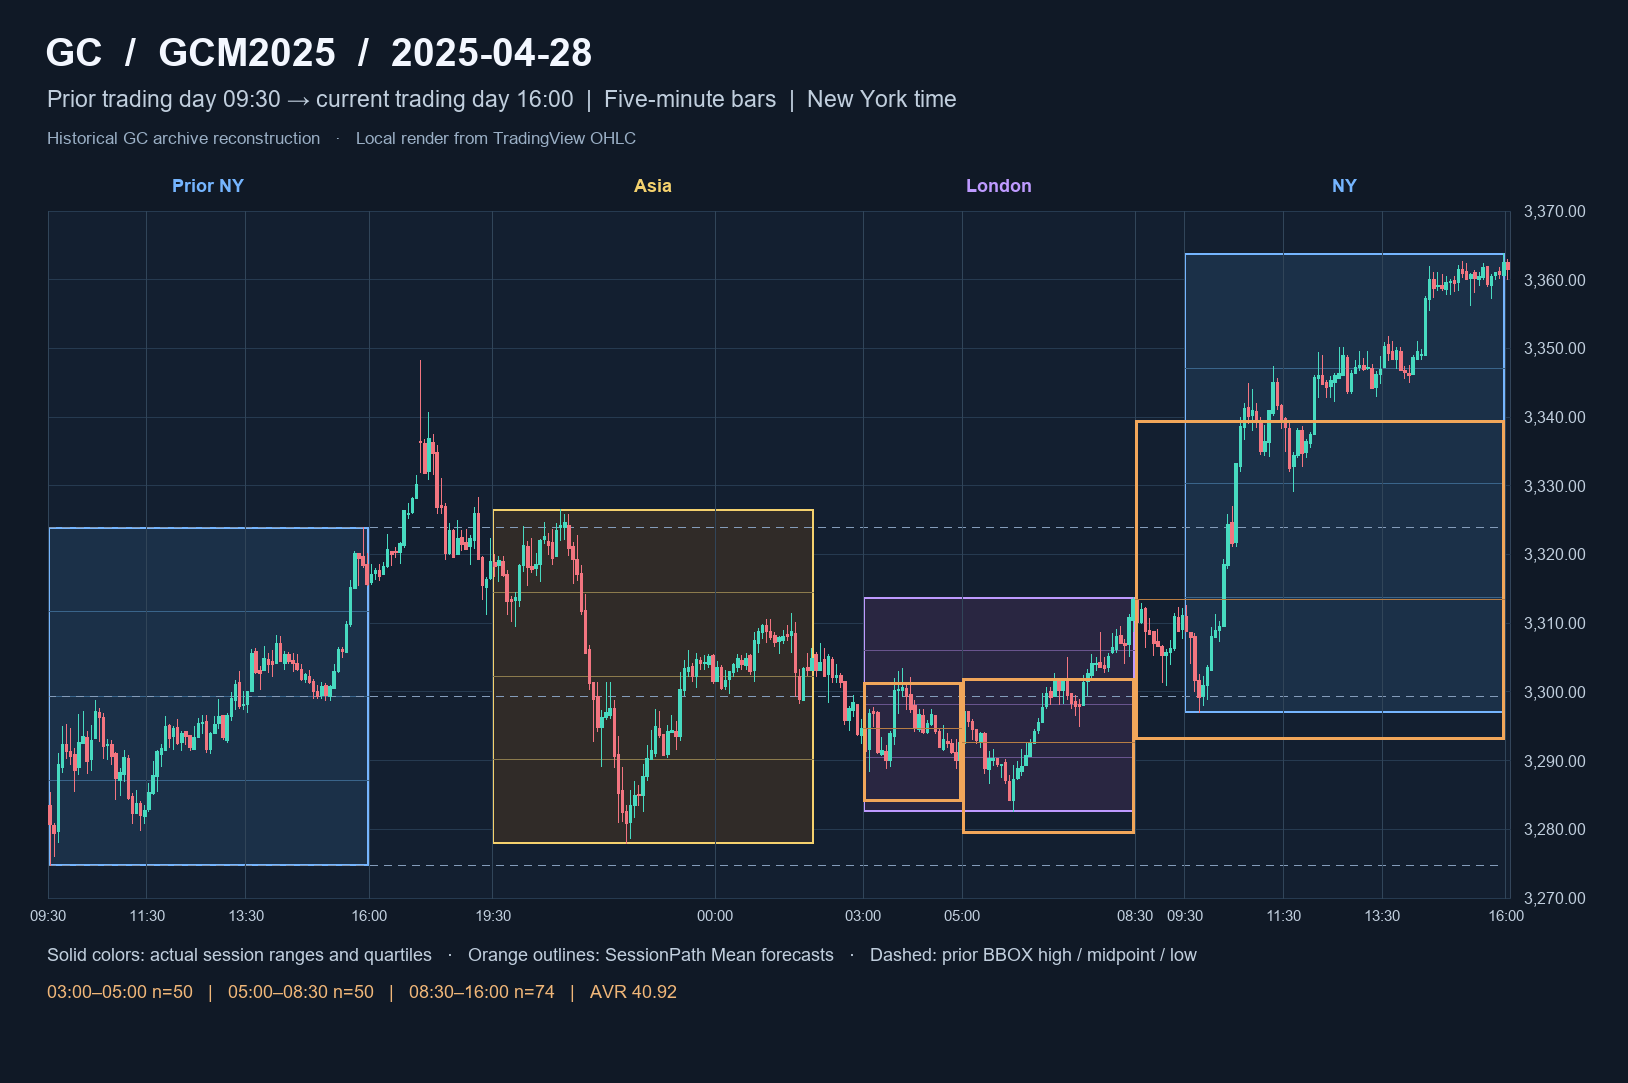 GC / GCM2025 / 2025-04-28
Prior trading day 09:30 → current trading day 16:00 | Five-minute bars | New York time
Historical GC archive reconstruction · Local render from TradingView OHLC
Prior NY Asia London NY
3,370.00
3,360.00
3,350.00
3,340.00
3,330.00
3,320.00
3,310.00
3,300.00
3,290.00
3,280.00
3,270.00
09:30 11:30 13:30 16:00 19:30 00:00 03:00 05:00 08:30 09:30 11:30 13:30 16:00
Solid colors: actual session ranges and quartiles · Orange outlines: SessionPath Mean forecasts · Dashed: prior BBOX high / midpoint / low
03:00–05:00 n=50 | 05:00–08:30 n=50 | 08:30–16:00 n=74 | AVR 40.92